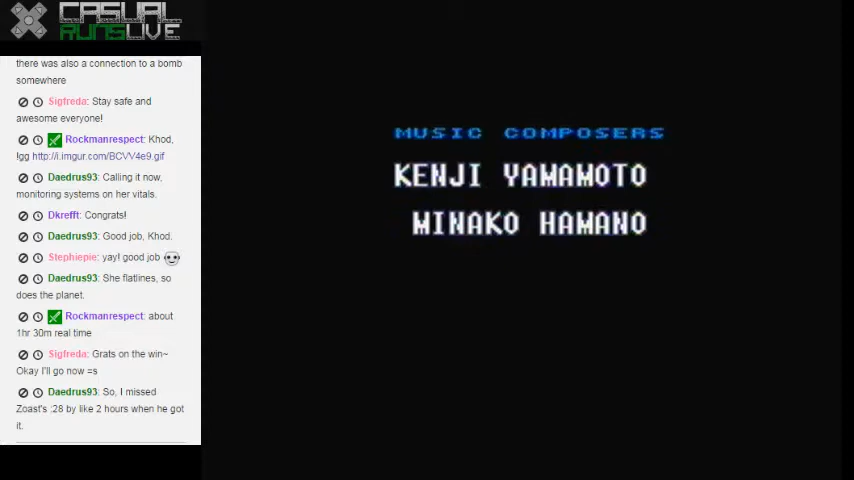 CASUAL
RUNSLIVE
there was also a connection to a bomb
somewhere
Sigfreda: Stay safe and
awesome everyone!
Rockmanrespect: Khod,
!gg http://i.imgur.com/BCVV4e9.gif
Daedrus93: Calling it now,
monitoring systems on her vitals.
Dkrefft: Congrats!
Daedrus93: Good job, Khod.
Stephiepie: yay! good job
Daedrus93: She flatlines, so
does the planet.
Rockmanrespect: about
1hr 30m real time
Sigfreda: Grats on the win~
Okay I'll go now =s
Daedrus93: So, I missed
Zoast's :28 by like 2 hours when he got
it.
MUSIC COMPOSERS
KENJI YAMAMOTO
MINAKO HAMANO